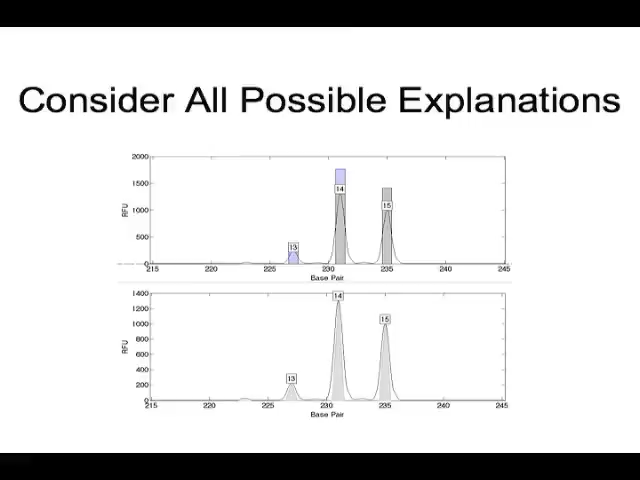 Consider All Possible Explanations
2000
1500
1000
500
0
RFU
13
14
15
215 220 225 230 235 240 245
Base Pair
1400
1200
1000
800
600
400
200
0
RFU
13
14
15
215 220 225 230 235 240 245
Base Pair